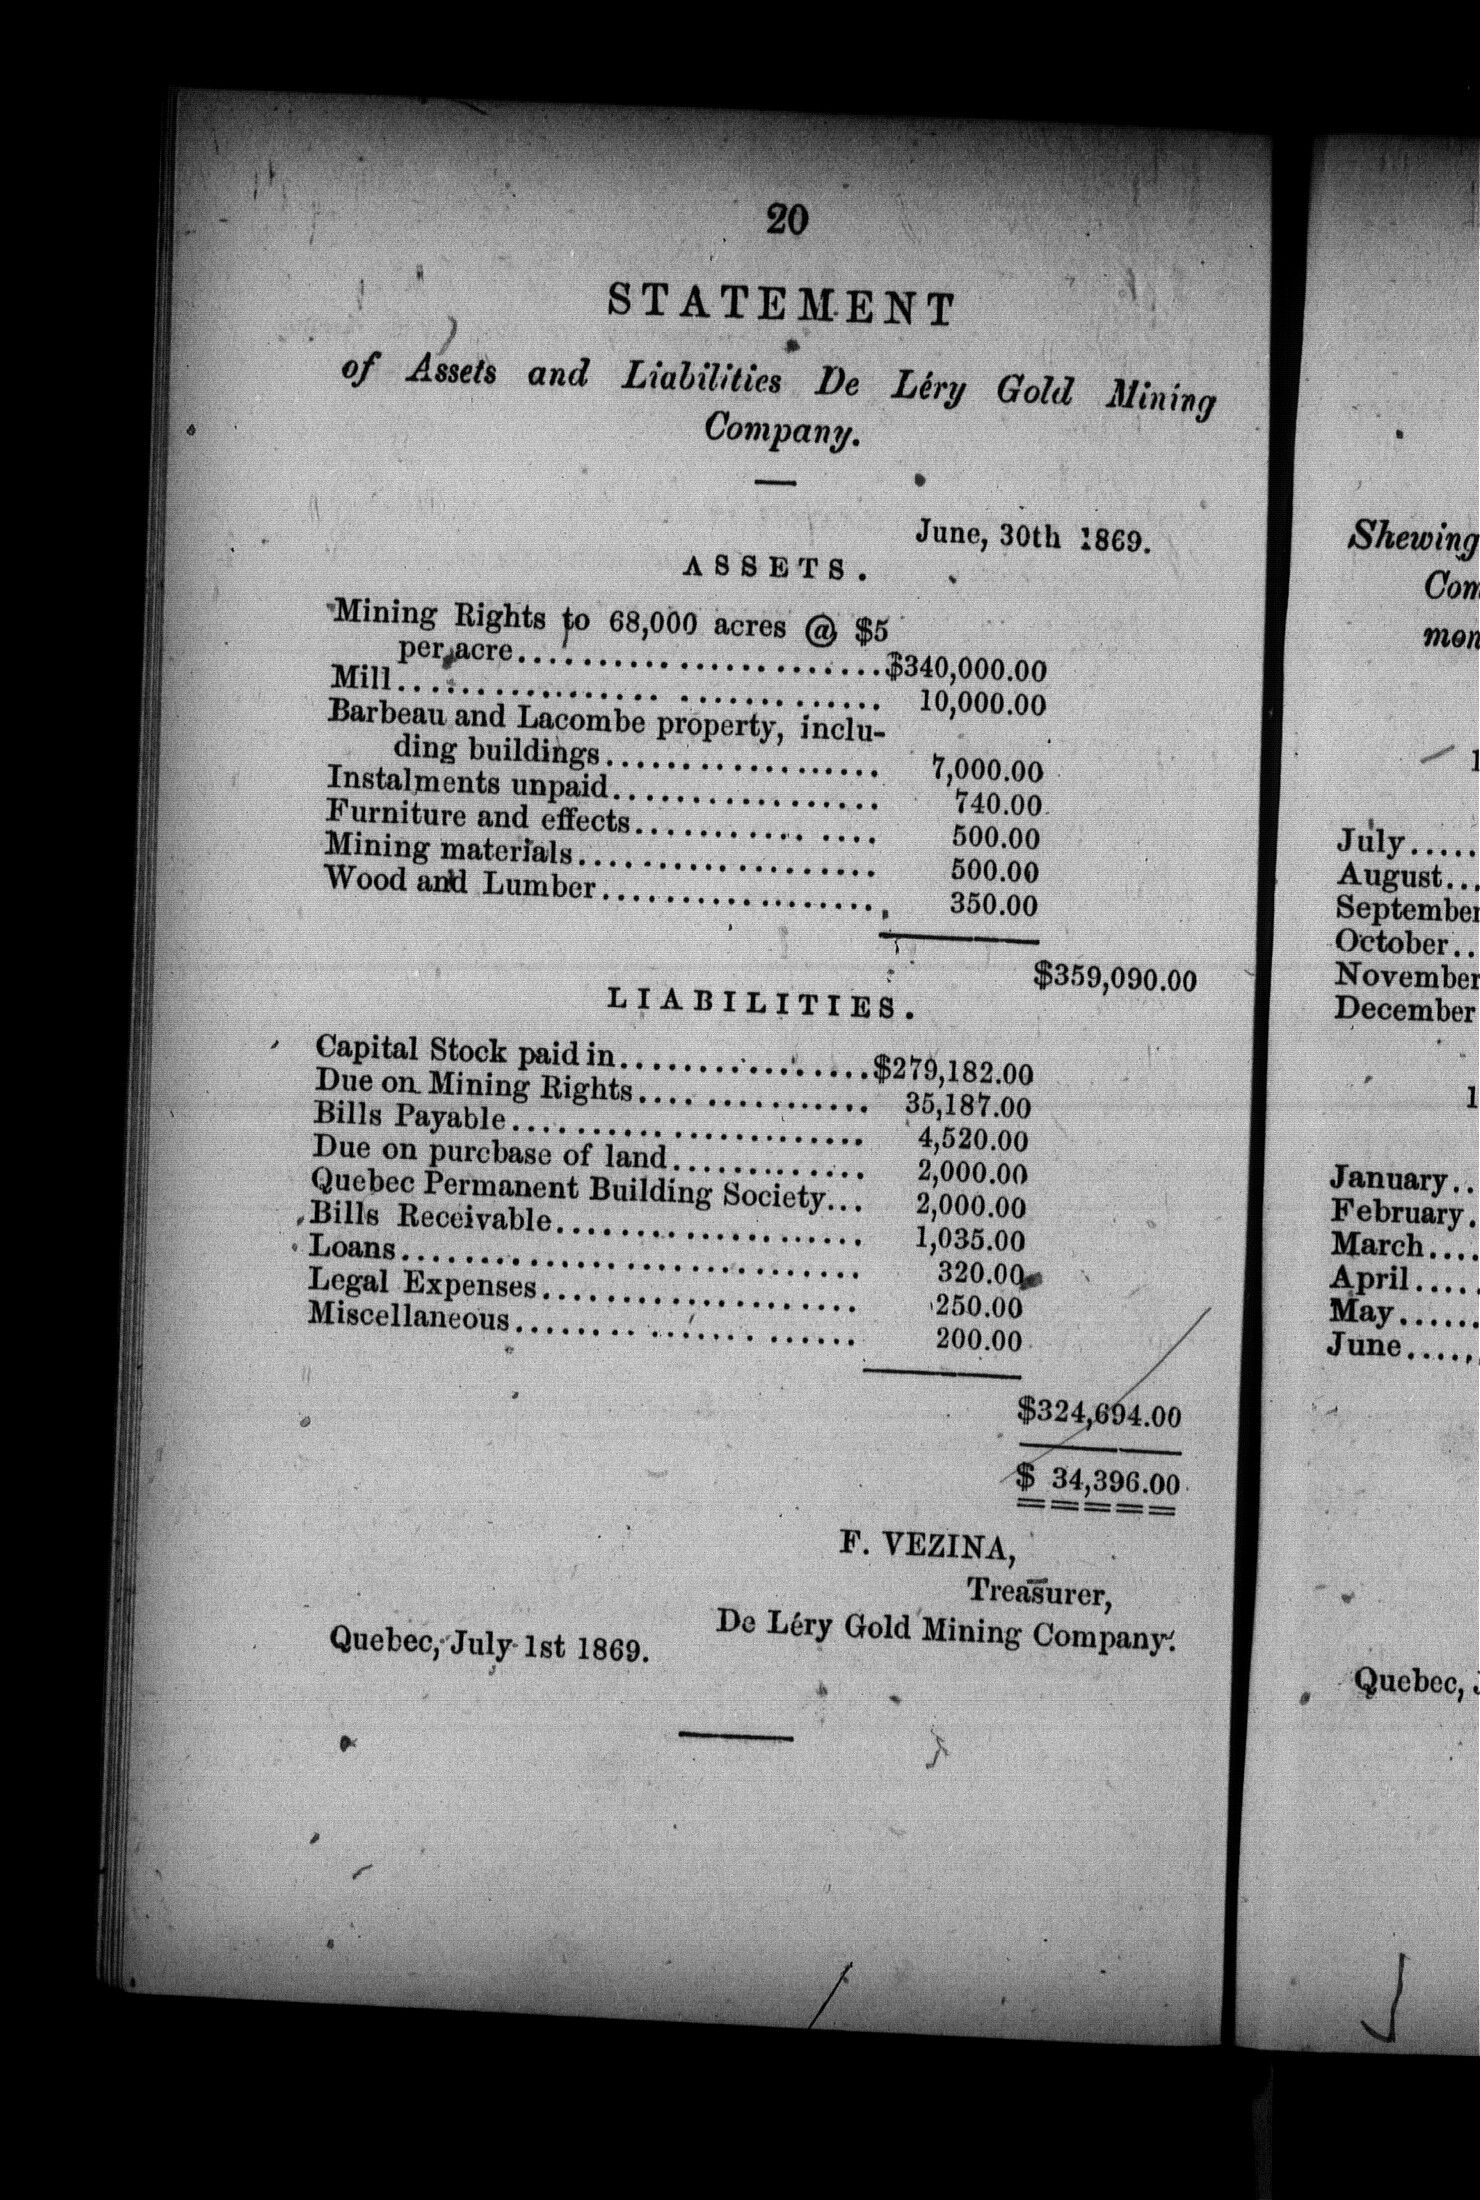 20
STATEMENT
of Assets and Liabilities De Léry Gold Mining
Company.
June, 30th 1869.
ASSETS.
Mining Rights to 68,000 acres @ $5
per acre........................$340,000.00
Mill.............................. 10,000.00
Barbeau and Lacombe property, inclu-
ding buildings.................. 7,000.00
Instalments unpaid................. 740.00
Furniture and effects............... 500.00
Mining materials................... 500.00
Wood and Lumber.................. 350.00
$359,090.00
LIABILITIES.
Capital Stock paid in................$279,182.00
Due on Mining Rights............... 35,187.00
Bills Payable....................... 4,520.00
Due on purcbase of land............. 2,000.00
Quebec Permanent Building Society... 2,000.00
Bills Receivable.................... 1,035.00
Loans.............................. 320.00
Legal Expenses.................... 250.00
Miscellaneous..................... 200.00
$324,694.00
$ 34,396.00
F. VEZINA,
Treasurer,
De Léry Gold Mining Company.
Quebec, July 1st 1869.
Shewing
Com
mon
1
July.....
August...
September
October..
November
December
1
January..
February.
March....
April.....
May......
June......
Quebec, J